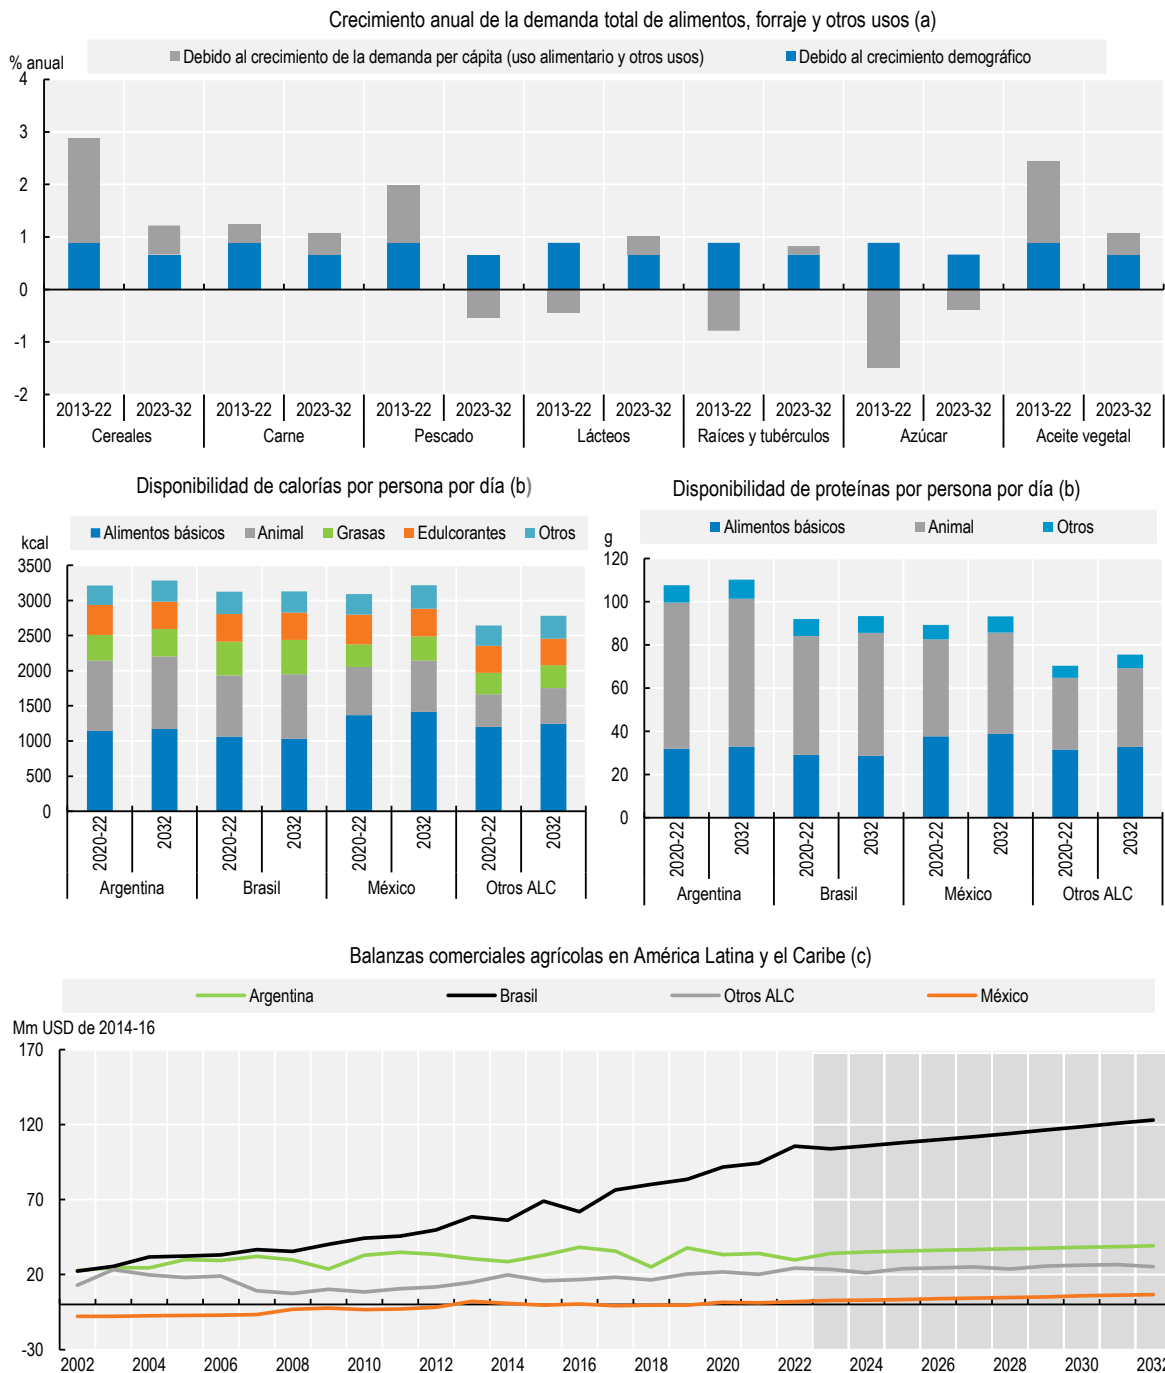 Crecimiento anual de la demanda total de alimentos, forraje y otros usos (a)
Debido al crecimiento de la demanda per cápita (uso alimentario y otros usos) Debido al crecimiento demográfico
% anual
4
3
2
1
0
-1
-2
2013-22 2023-32 2013-22 2023-32 2013-22 2023-32 2013-22 2023-32 2013-22 2023-32 2013-22 2023-32 2013-22 2023-32
Cereales Carne Pescado Lácteos Raíces y tubérculos Azúcar Aceite vegetal
Disponibilidad de calorías por persona por día (b)
Alimentos básicos Animal Grasas Edulcorantes Otros
kcal
3500
3000
2500
2000
1500
1000
500
0
2020-22 2032 2020-22 2032 2020-22 2032 2020-22 2032
Argentina Brasil México Otros ALC
Disponibilidad de proteínas por persona por día (b)
Alimentos básicos Animal Otros
g
120
100
80
60
40
20
0
2020-22 2032 2020-22 2032 2020-22 2032 2020-22 2032
Argentina Brasil México Otros ALC
Balanzas comerciales agrícolas en América Latina y el Caribe (c)
Argentina Brasil Otros ALC México
Mm USD de 2014-16
170
120
70
20
-30
2002 2004 2006 2008 2010 2012 2014 2016 2018 2020 2022 2024 2026 2028 2030 2032